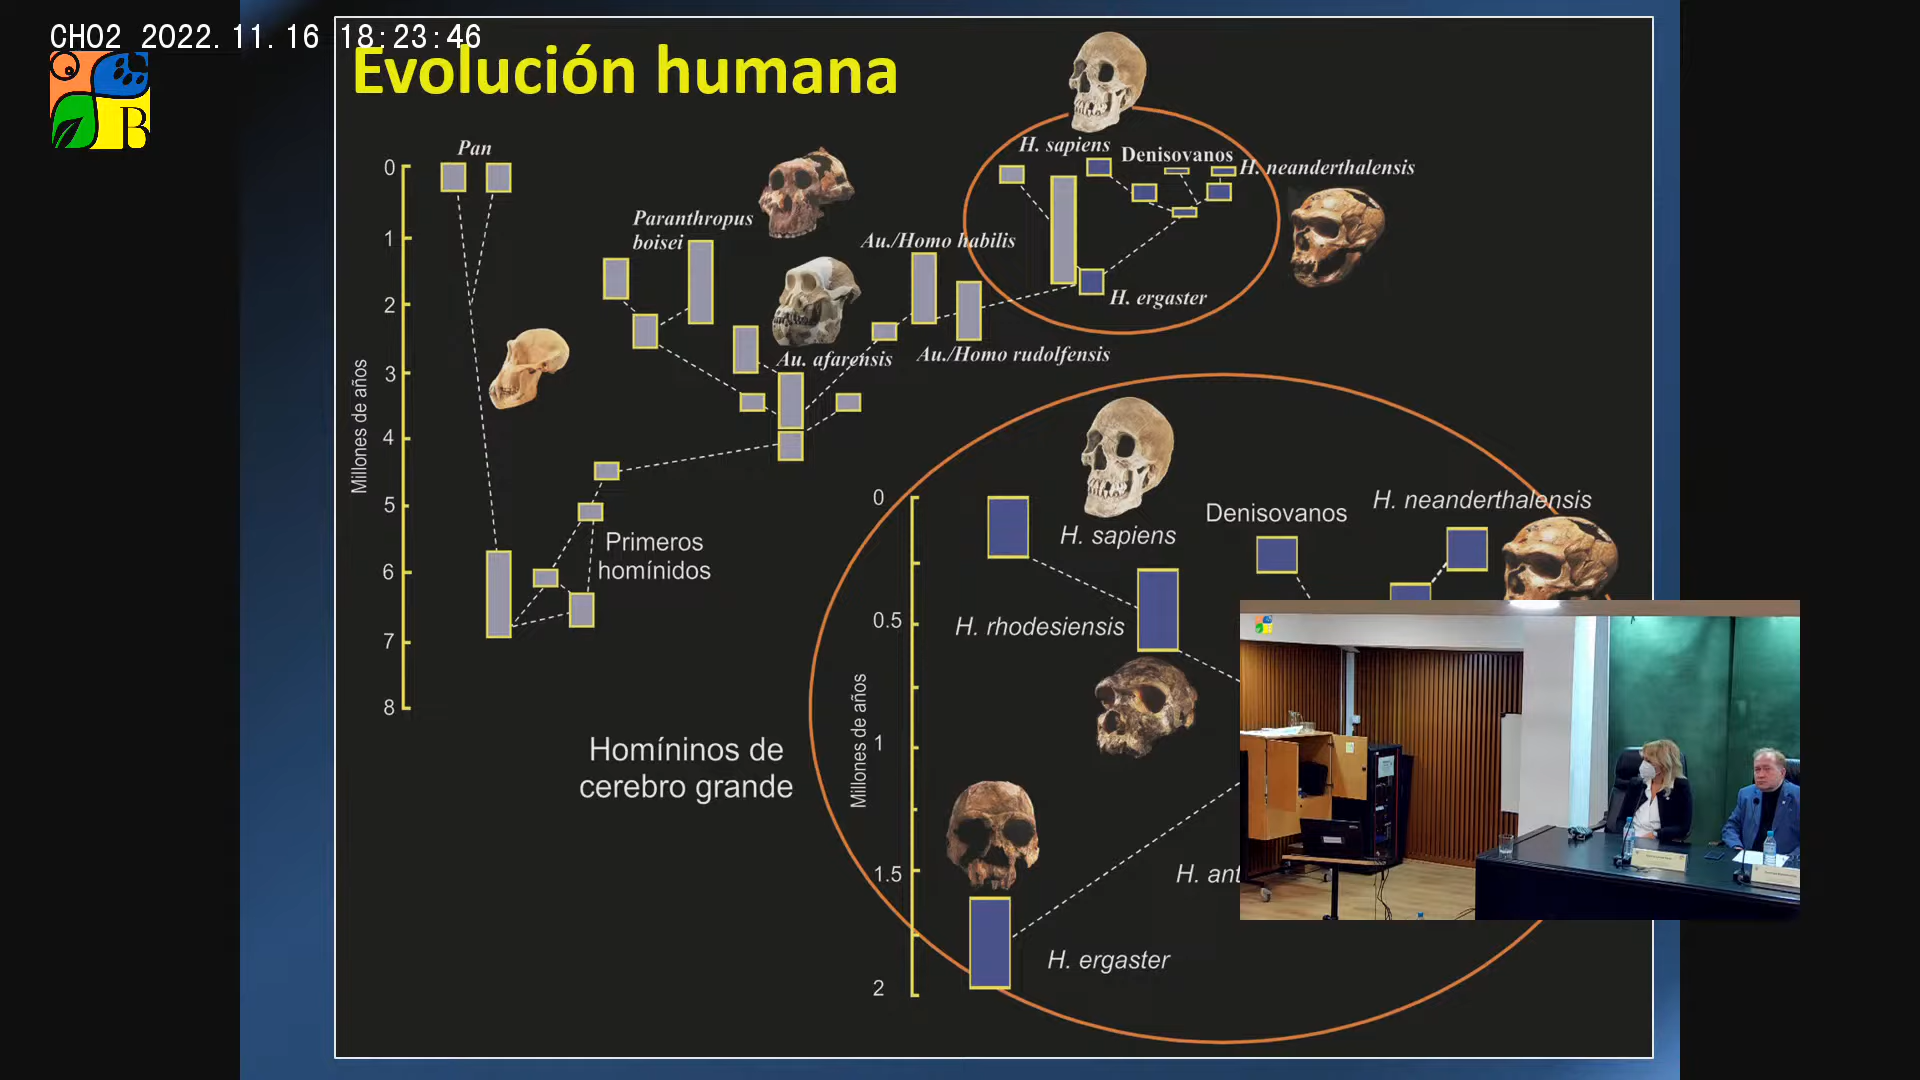 CH02 2022.11.16 18:23:46
B
Evolución humana
Pan
H. sapiens
Denisovanos
H. neanderthalensis
Paranthropus
boisei
Au./Homo habilis
H. ergaster
Au. afarensis
Au./Homo rudolfensis
Millones de años
0
1
2
3
4
5
6
7
8
Primeros
homínidos
Homíninos de
cerebro grande
Millones de años
0
0.5
1
1.5
2
H. sapiens
Denisovanos
H. neanderthalensis
H. rhodesiensis
H. ant
H. ergaster